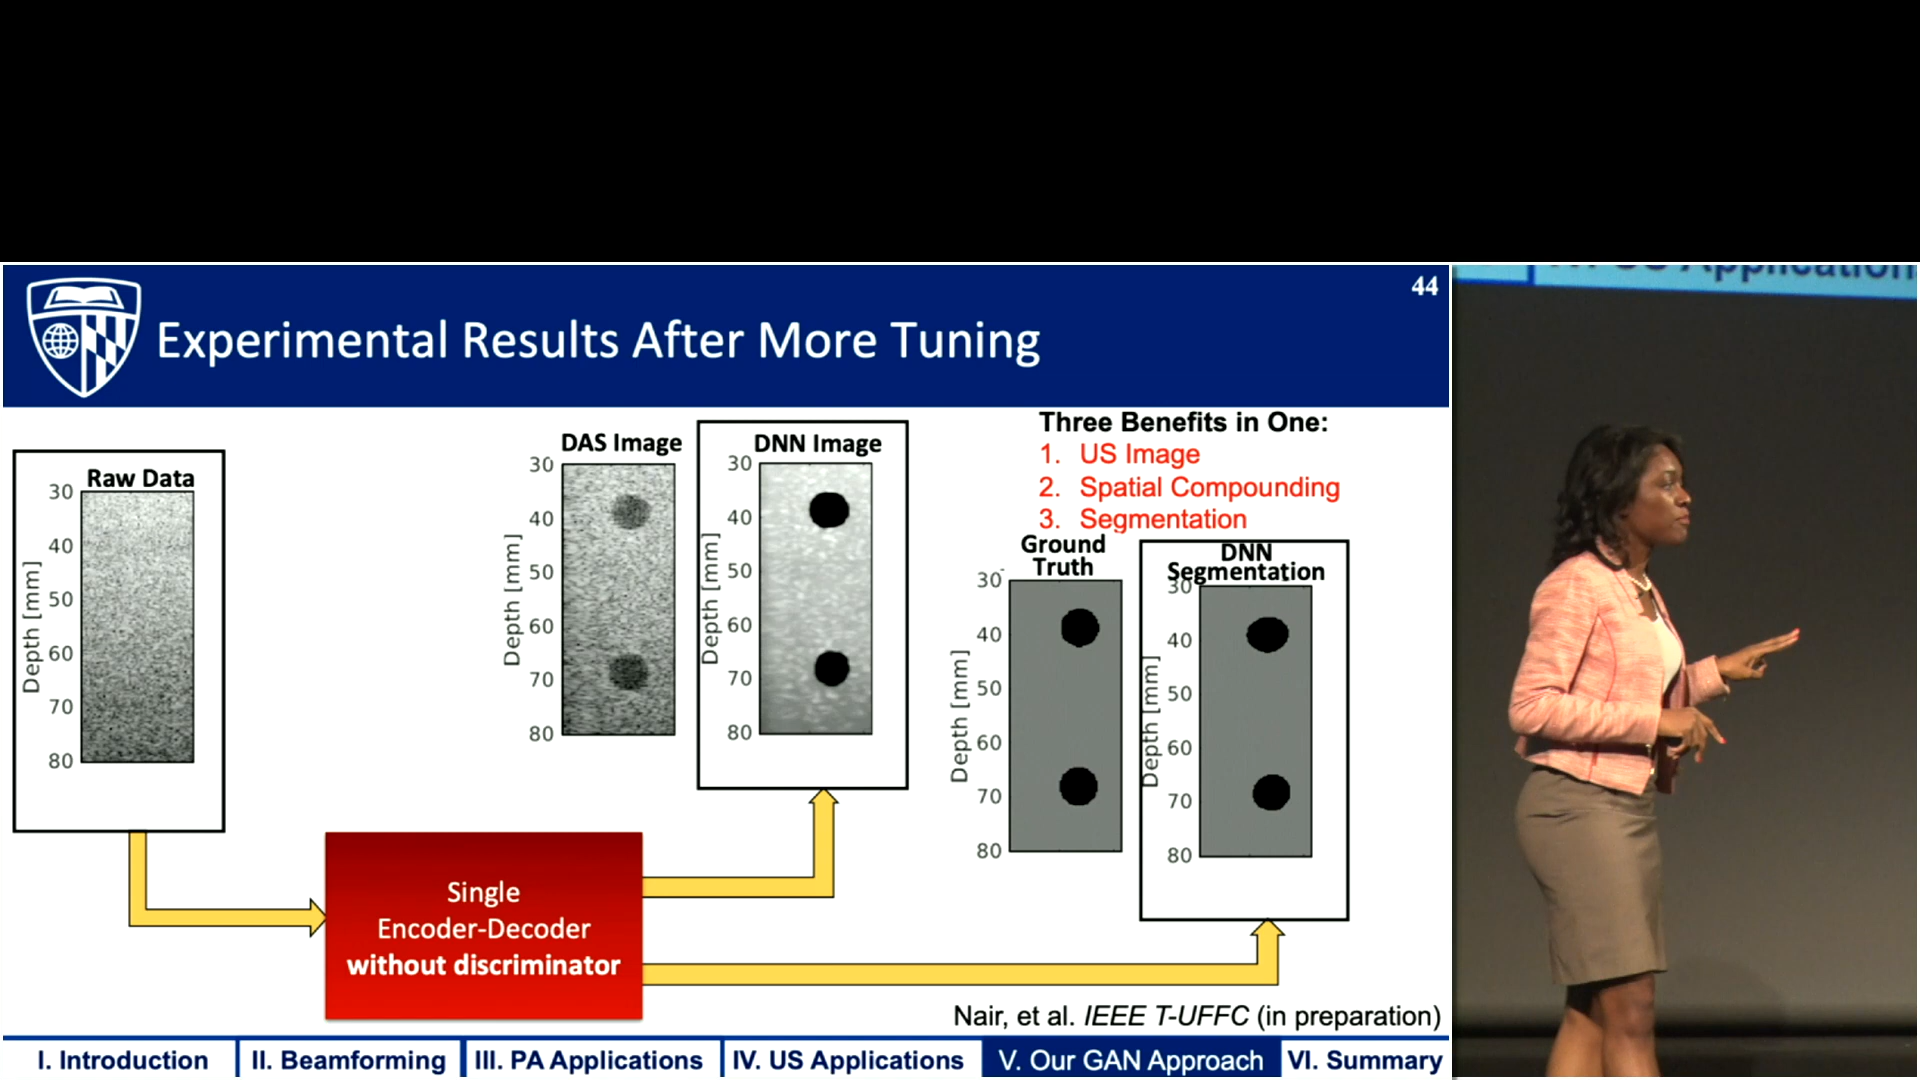 44
Experimental Results After More Tuning
Raw Data
30
40
50
60
70
80
Depth [mm]
DAS Image
30
40
50
60
70
80
Depth [mm]
DNN Image
30
40
50
60
70
80
Depth [mm]
Three Benefits in One:
1. US Image
2. Spatial Compounding
3. Segmentation
Ground
Truth
30
40
50
60
70
80
Depth [mm]
DNN
Segmentation
30
40
50
60
70
80
Depth [mm]
Single
Encoder-Decoder
without discriminator
Nair, et al. IEEE T-UFFC (in preparation)
I. Introduction
II. Beamforming
III. PA Applications
IV. US Applications
V. Our GAN Approach
VI. Summary
US Applications